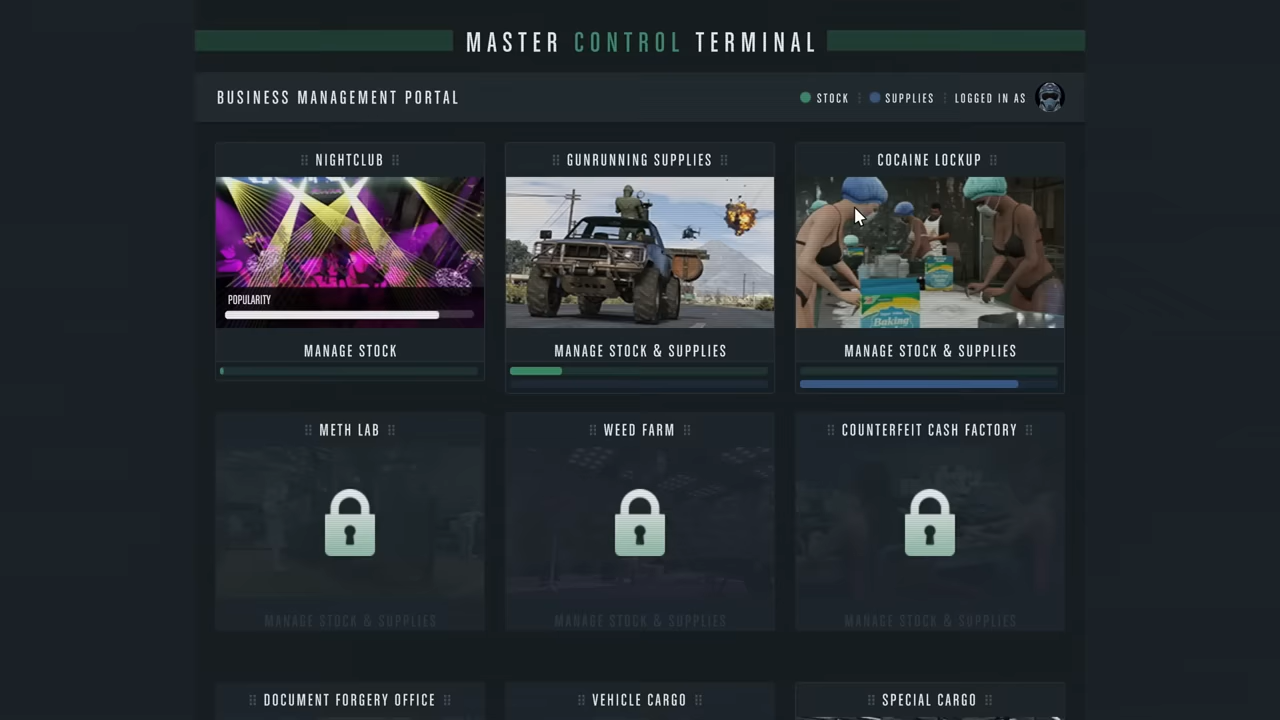 MASTER CONTROL TERMINAL
BUSINESS MANAGEMENT PORTAL
STOCK
SUPPLIES
LOGGED IN AS
NIGHTCLUB
GUNRUNNING SUPPLIES
COCAINE LOCKUP
POPULARITY
Baking
MANAGE STOCK
MANAGE STOCK & SUPPLIES
MANAGE STOCK & SUPPLIES
METH LAB
WEED FARM
COUNTERFEIT CASH FACTORY
MANAGE STOCK & SUPPLIES
MANAGE STOCK & SUPPLIES
MANAGE STOCK & SUPPLIES
DOCUMENT FORGERY OFFICE
VEHICLE CARGO
SPECIAL CARGO